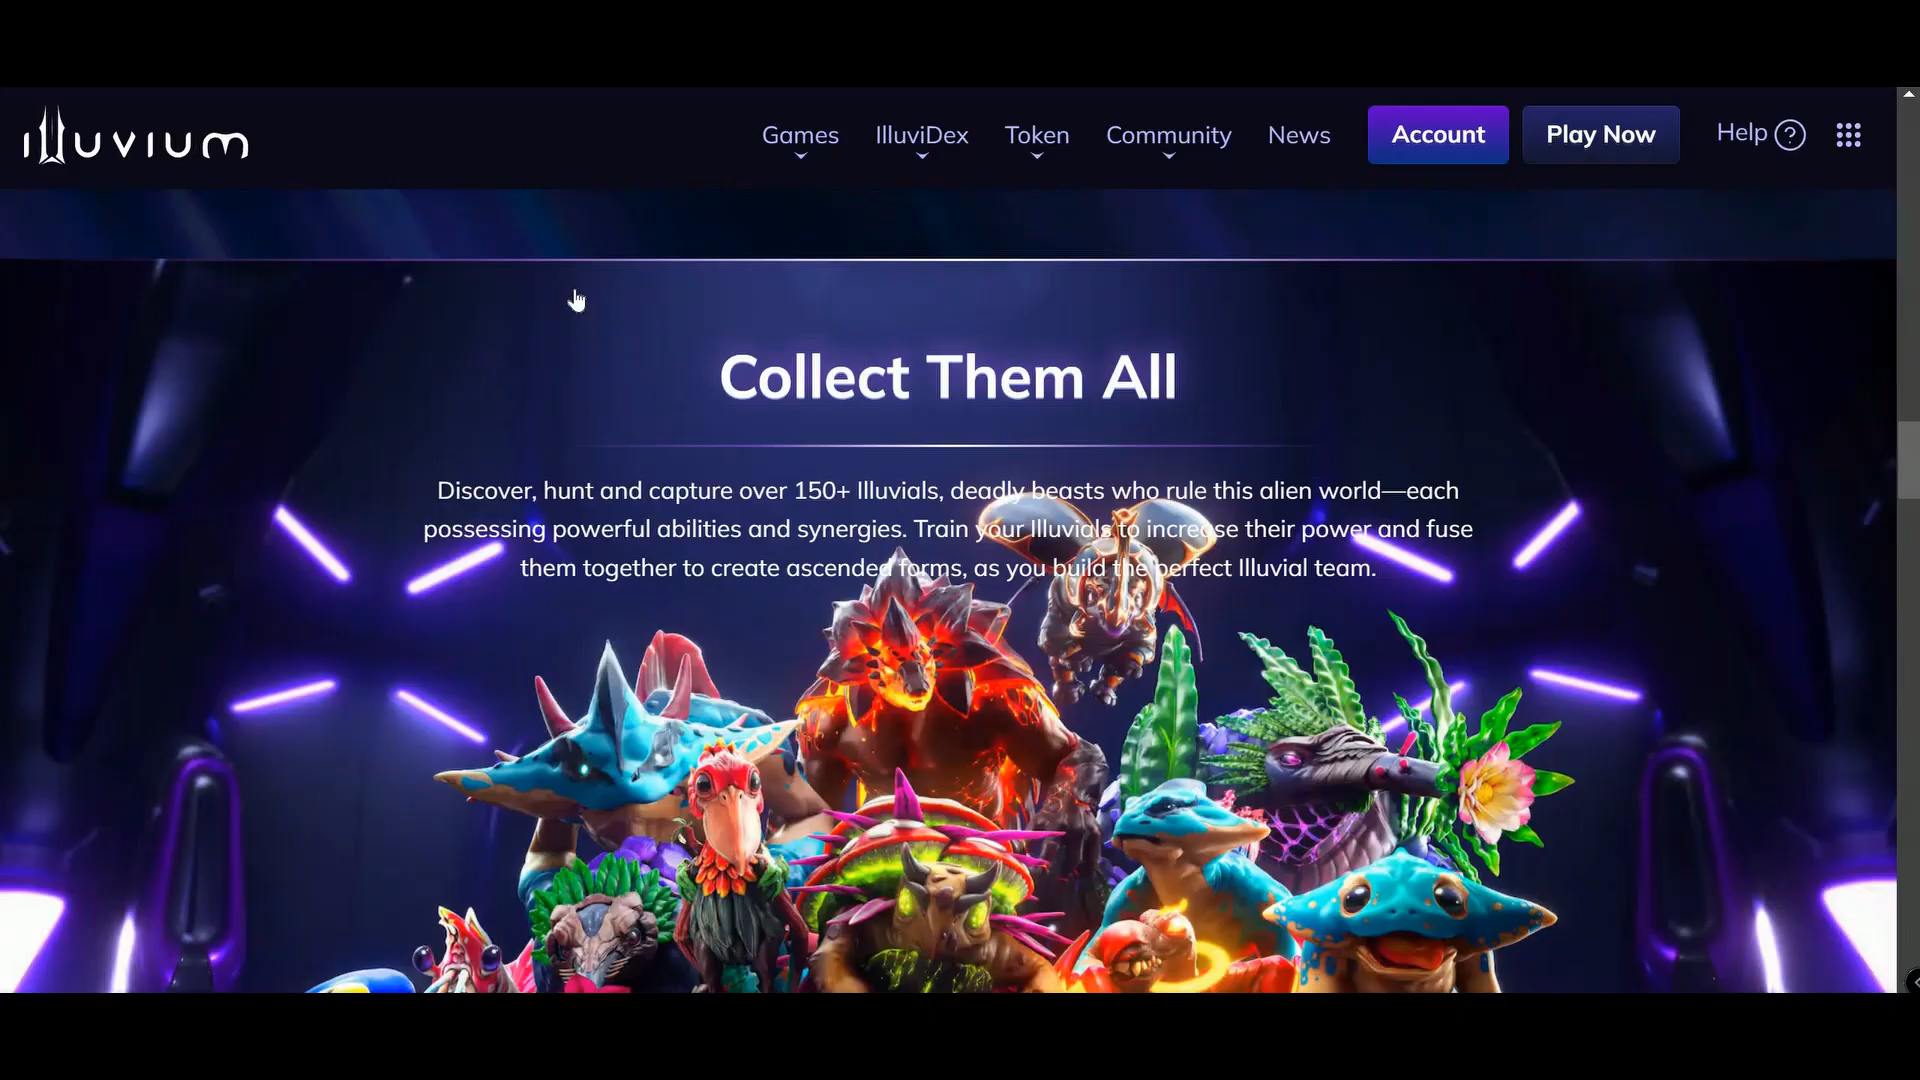 illuvium
Games IlluviDex Token Community News Account Play Now Help ?
Collect Them All
Discover, hunt and capture over 150+ Illuvials, deadly beasts who rule this alien world—each
possessing powerful abilities and synergies. Train your Illuvials to increase their power and fuse
them together to create ascended forms, as you build the perfect Illuvial team.